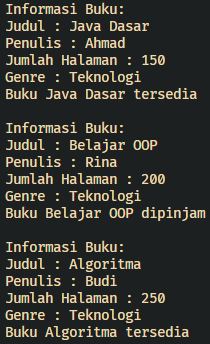 Informasi Buku:
Judul : Java Dasar
Penulis : Ahmad
Jumlah Halaman : 150
Genre : Teknologi
Buku Java Dasar tersedia

Informasi Buku:
Judul : Belajar OOP
Penulis : Rina
Jumlah Halaman : 200
Genre : Teknologi
Buku Belajar OOP dipinjam

Informasi Buku:
Judul : Algoritma
Penulis : Budi
Jumlah Halaman : 250
Genre : Teknologi
Buku Algoritma tersedia